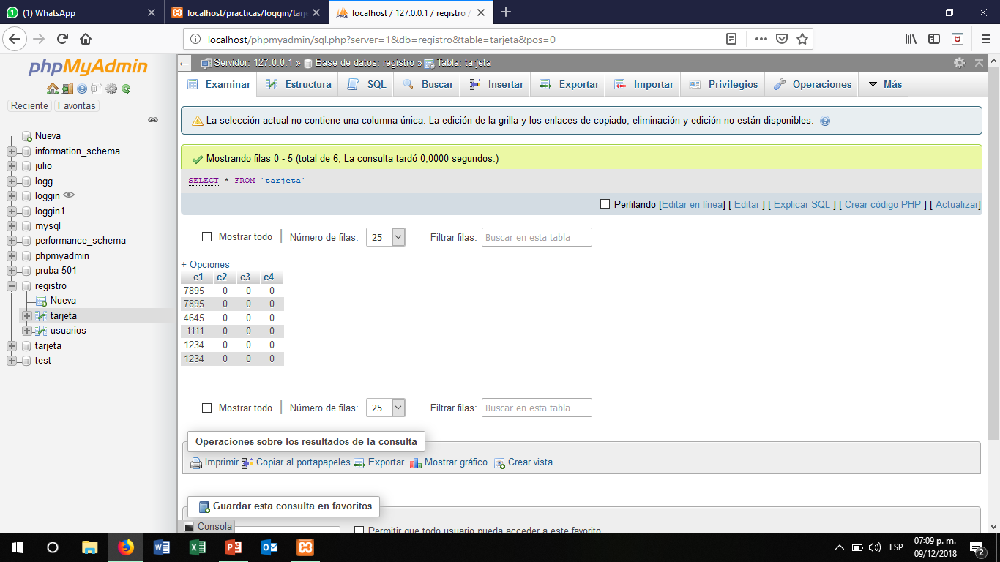 (1) WhatsApp
localhost/practicas/loggin/tarje
localhost / 127.0.0.1 / registro /
localhost/phpmyadmin/sql.php?server=1&db=registro&table=tarjeta&pos=0
phpMyAdmin
Reciente Favoritas
Nueva
information_schema
julio
logg
loggin
loggin1
mysql
performance_schema
phpmyadmin
pruba 501
registro
Nueva
tarjeta
usuarios
tarjeta
test
Servidor: 127.0.0.1 » Base de datos: registro » Tabla: tarjeta
Examinar Estructura SQL Buscar Insertar Exportar Importar Privilegios Operaciones Más
La selección actual no contiene una columna única. La edición de la grilla y los enlaces de copiado, eliminación y edición no están disponibles.
Mostrando filas 0 - 5 (total de 6, La consulta tardó 0,0000 segundos.)
SELECT * FROM `tarjeta`
Perfilando [Editar en línea] [ Editar ] [ Explicar SQL ] [ Crear código PHP ] [ Actualizar]
Mostrar todo Número de filas: 25 Filtrar filas: Buscar en esta tabla
+ Opciones
c1 c2 c3 c4
7895 0 0 0
7895 0 0 0
4645 0 0 0
1111 0 0 0
1234 0 0 0
1234 0 0 0
Mostrar todo Número de filas: 25 Filtrar filas: Buscar en esta tabla
Operaciones sobre los resultados de la consulta
Imprimir Copiar al portapapeles Exportar Mostrar gráfico Crear vista
Guardar esta consulta en favoritos
Consola
Permitir que todo usuario pueda acceder a este favorito
ESP
07:09 p. m.
09/12/2018
2